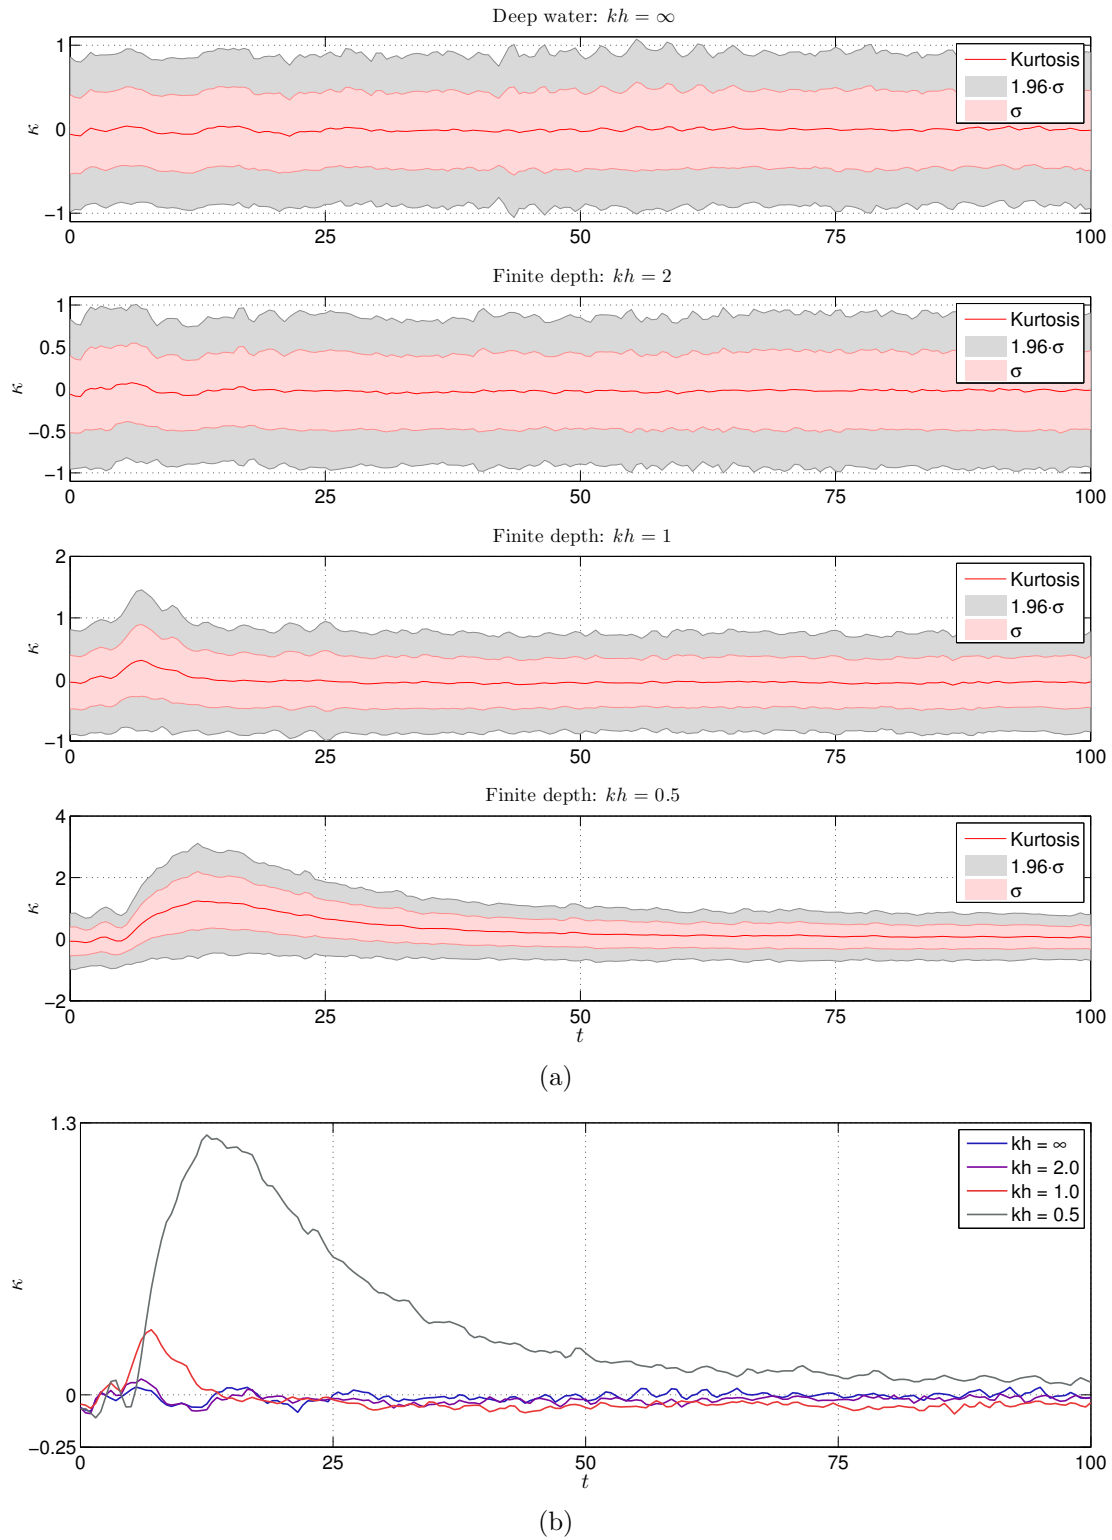 Deep water: kh = ∞
1
0
−1
κ
0 25 50 75 100
Kurtosis
1.96·σ
σ
Finite depth: kh = 2
1
0.5
0
−0.5
−1
κ
0 25 50 75 100
Kurtosis
1.96·σ
σ
Finite depth: kh = 1
2
1
0
−1
κ
0 25 50 75 100
Kurtosis
1.96·σ
σ
Finite depth: kh = 0.5
4
2
0
−2
κ
0 25 50 75 100
t
Kurtosis
1.96·σ
σ
(a)
1.3
0
−0.25
κ
0 25 50 75 100
t
kh = ∞
kh = 2.0
kh = 1.0
kh = 0.5
(b)